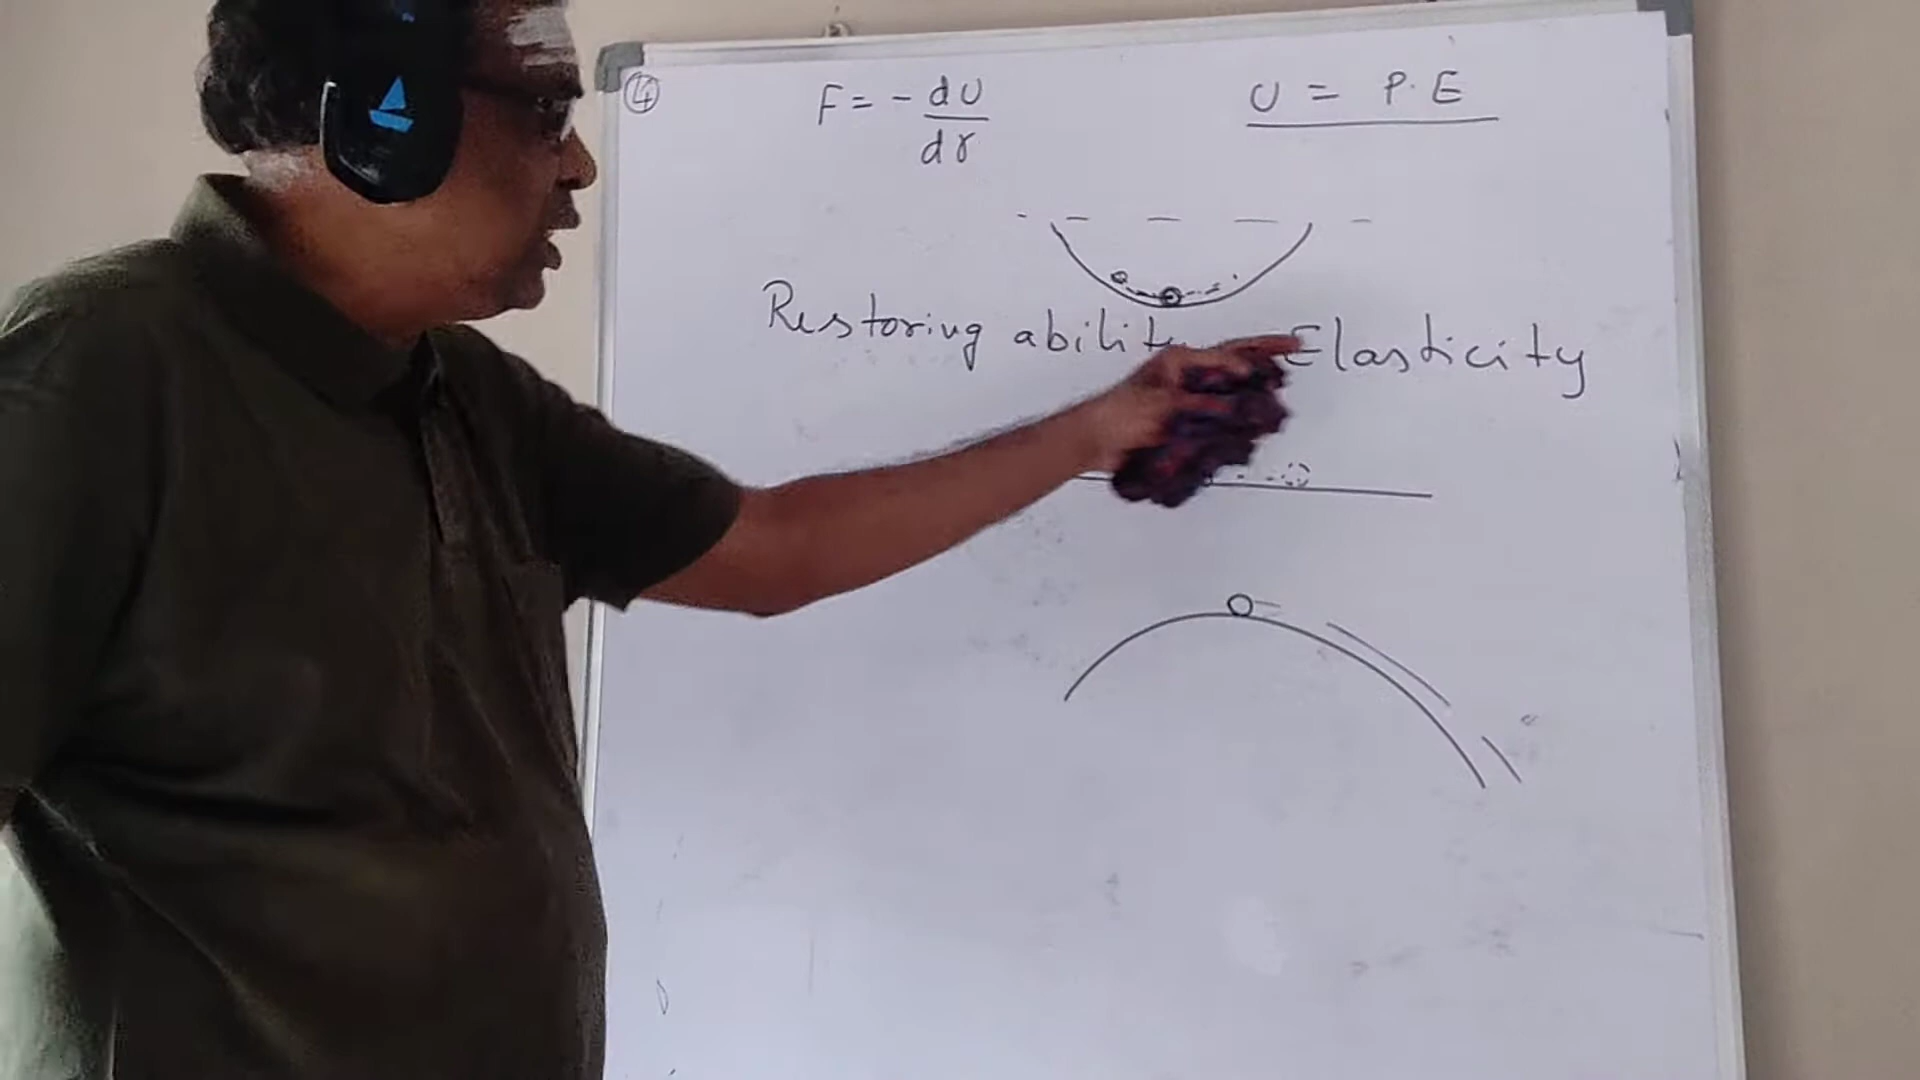 ④ F = - dU/dr U = P.E
Restoring ability Elasticity